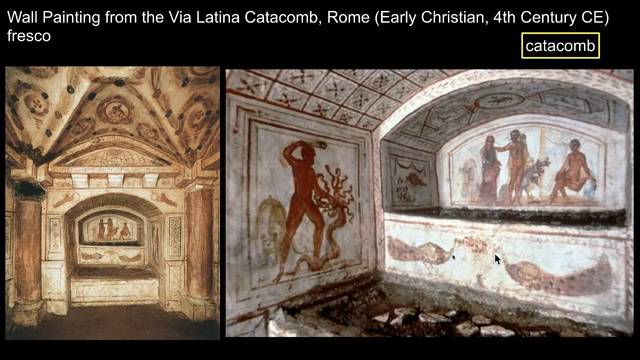 Wall Painting from the Via Latina Catacomb, Rome (Early Christian, 4th Century CE)
fresco
catacomb